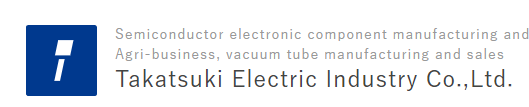 Semiconductor electronic component manufacturing and
Agri-business, vacuum tube manufacturing and sales
Takatsuki Electric Industry Co.,Ltd.